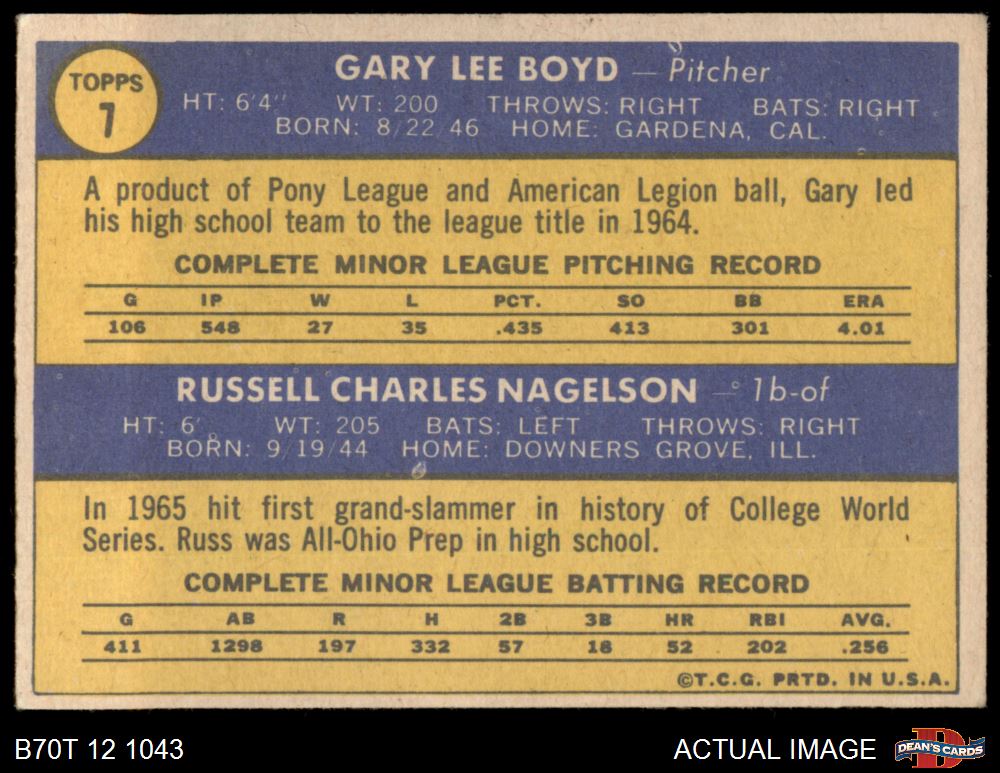 TOPPS
7
GARY LEE BOYD — Pitcher
HT: 6'4" WT: 200 THROWS: RIGHT BATS: RIGHT
BORN: 8/22/46 HOME: GARDENA, CAL.
A product of Pony League and American Legion ball, Gary led
his high school team to the league title in 1964.
COMPLETE MINOR LEAGUE PITCHING RECORD
G IP W L PCT. SO BB ERA
106 548 27 35 .435 413 301 4.01
RUSSELL CHARLES NAGELSON — 1b-of
HT: 6' WT: 205 BATS: LEFT THROWS: RIGHT
BORN: 9/19/44 HOME: DOWNERS GROVE, ILL.
In 1965 hit first grand-slammer in history of College World
Series. Russ was All-Ohio Prep in high school.
COMPLETE MINOR LEAGUE BATTING RECORD
G AB R H 2B 3B HR RBI AVG.
411 1298 197 332 57 18 52 202 .256
©T.C.G. PRTD. IN U.S.A.
B70T 12 1043 ACTUAL IMAGE D DEAN'S CARDS